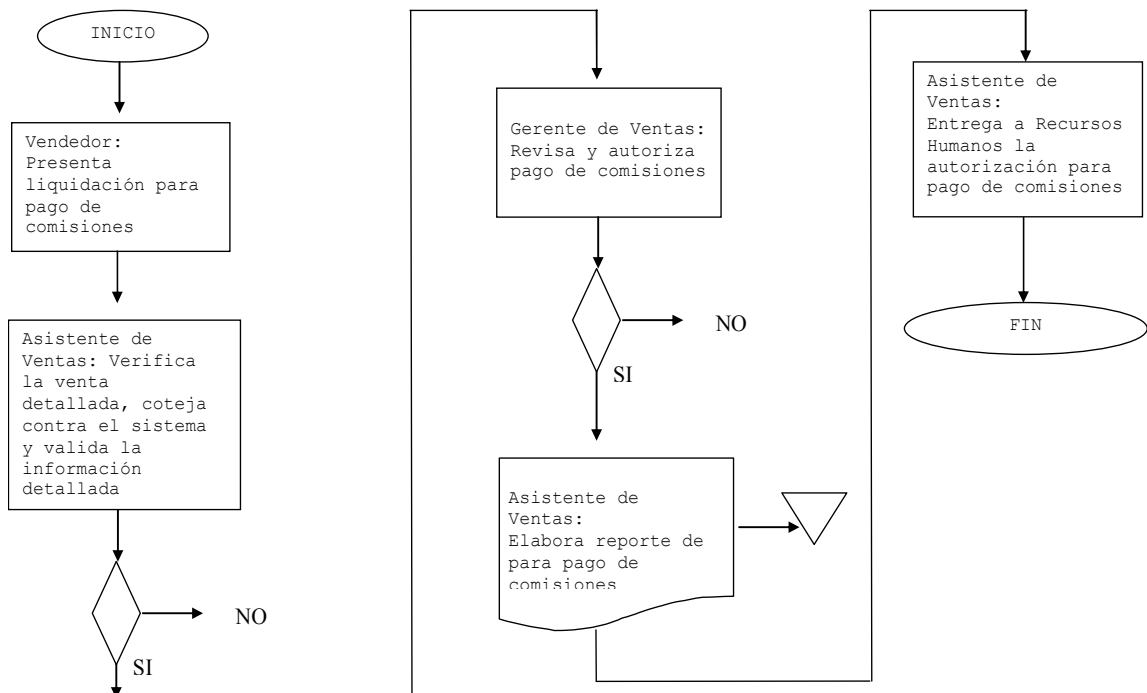 INICIO
Vendedor:
Presenta
liquidación para
pago de
comisiones
Asistente de
Ventas: Verifica
la venta
detallada, coteja
contra el sistema
y valida la
información
detallada
NO
SI
Gerente de Ventas:
Revisa y autoriza
pago de comisiones
NO
SI
Asistente de
Ventas:
Elabora reporte de
para pago de
comisiones
Asistente de
Ventas:
Entrega a Recursos
Humanos la
autorización para
pago de comisiones
FIN